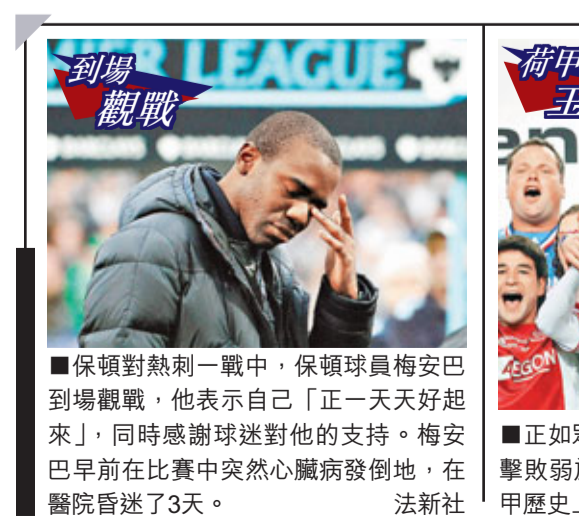 到場
觀戰
LEAGUE
■保頓對熱刺一戰中，保頓球員梅安巴
到場觀戰，他表示自己「正一天天好起
來」，同時感謝球迷對他的支持。梅安
巴早前在比賽中突然心臟病發倒地，在
醫院昏迷了3天。 法新社
荷甲
王
en
AEGON
■正如
擊敗弱
甲歷史上